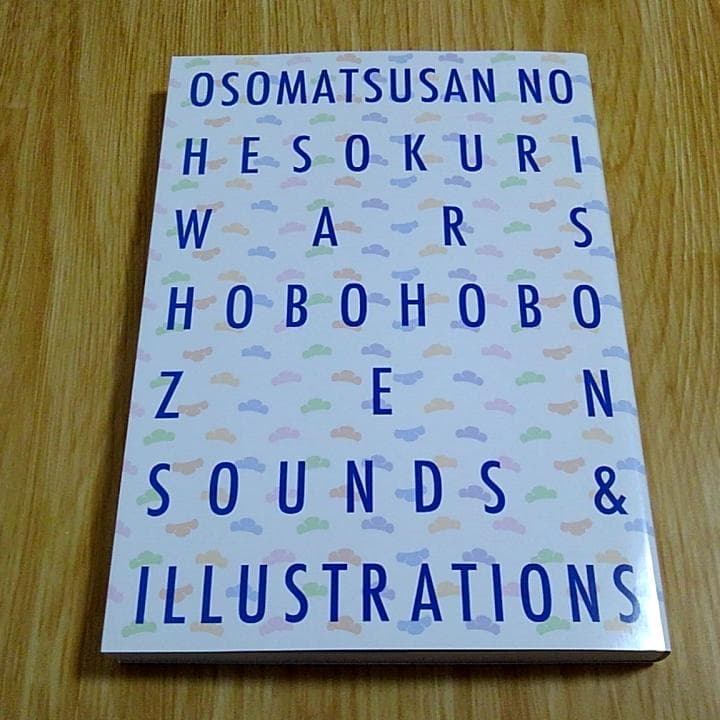 OSOMATSUSAN NO
HESOKURI
WARS
HOBOHOBO
ZEN
SOUNDS &
ILLUSTRATIONS